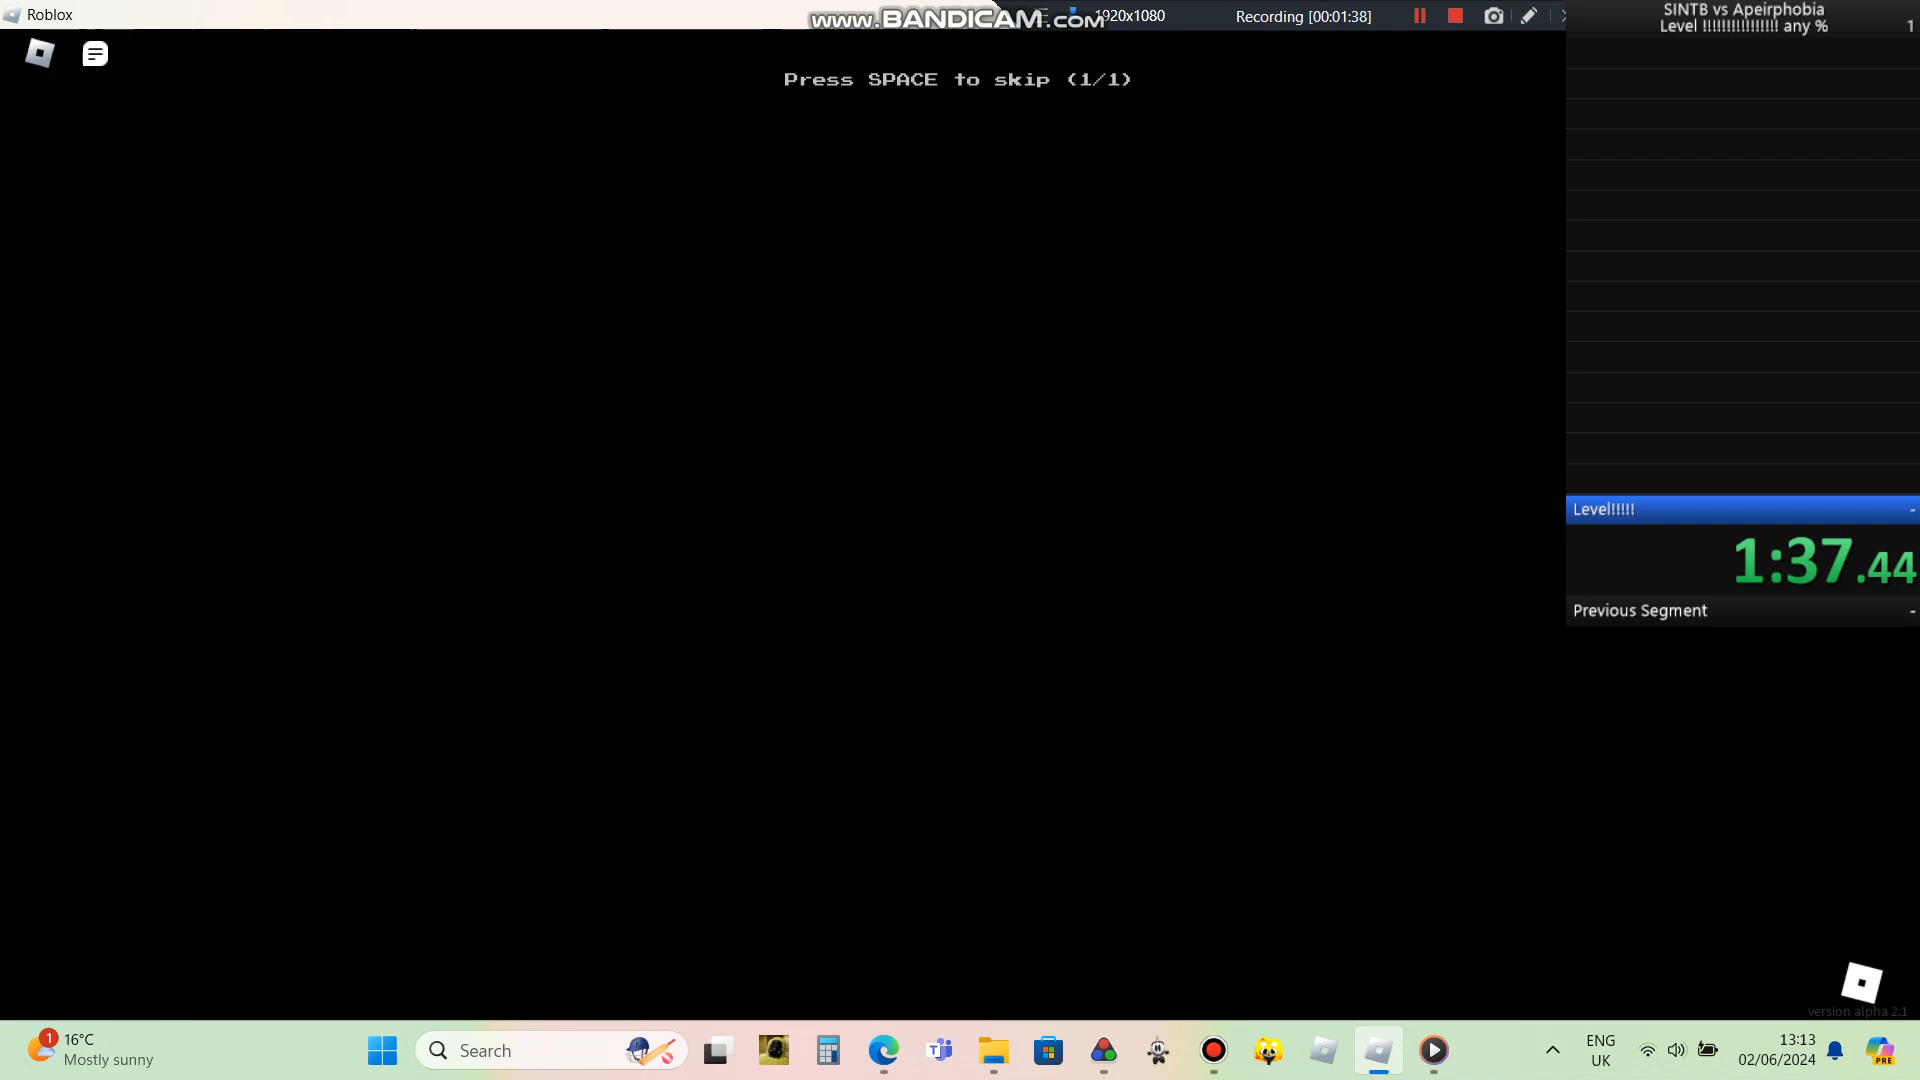 Roblox
www.BANDICAM.COM
1920x1080
Recording [00:01:38]
SINTB vs Apeirphobia
Level !!!!!!!!!!!!!!!! any %
1
Press SPACE to skip (1/1)
Level!!!!!
-
1:37.44
Previous Segment
-
version alpha 2.1
1
16°C
Mostly sunny
Search
PRE
ENG
UK
13:13
02/06/2024